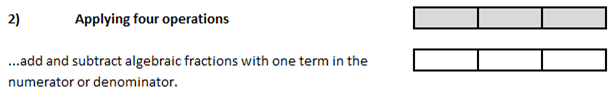 2) Applying four operations
...add and subtract algebraic fractions with one term in the
numerator or denominator.